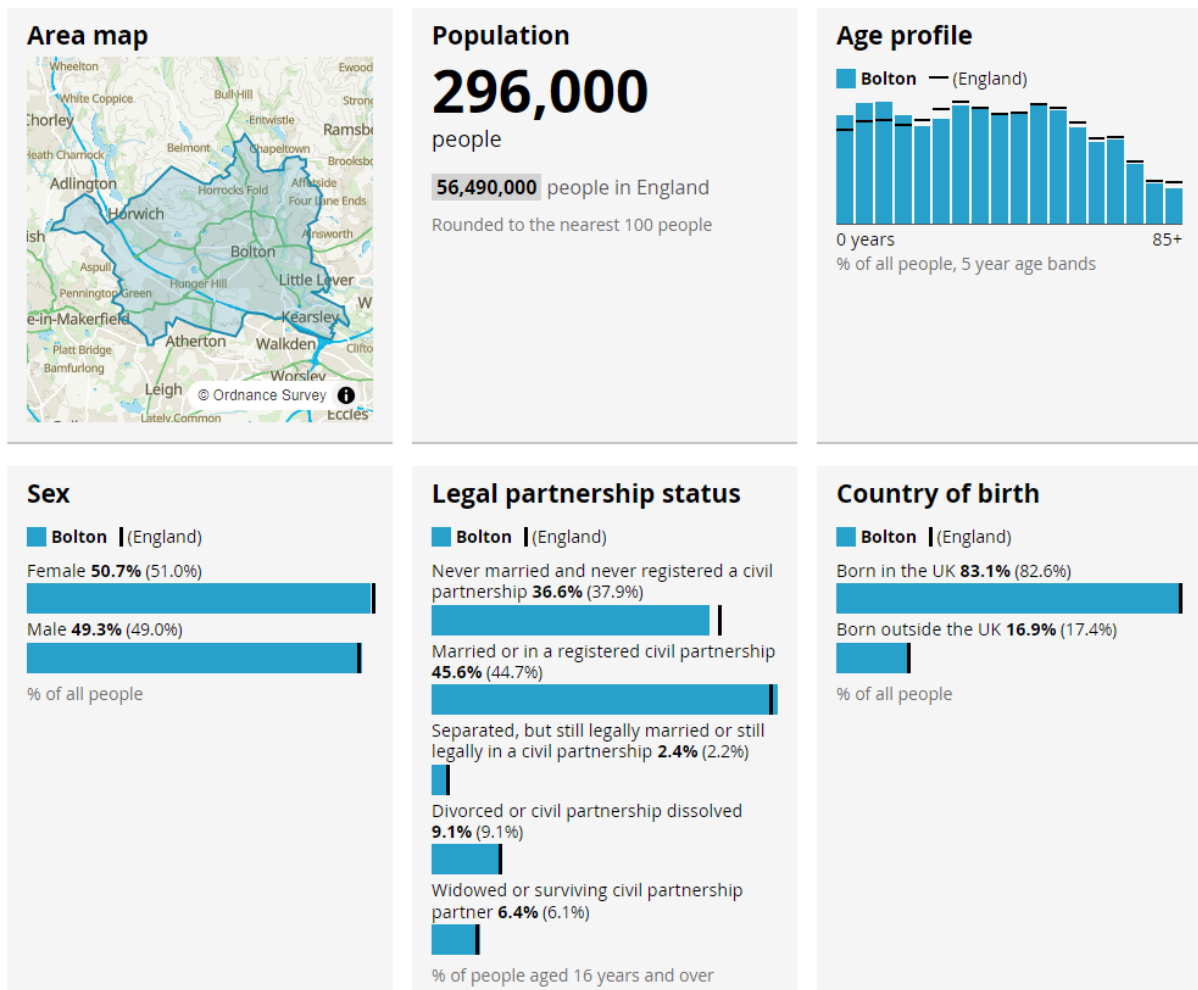 Area map
Wheelton
Ewood
White Coppice
Bull Hill
Chorley
Entwistle
Ramsbo
Belmont
Chapeltown
Heath Charnock
Brooksbo
Adlington
Horrocks Fold
Affetside
Four Lane Ends
Horwich
Ainsworth
ish
Bolton
Aspull
Hunger Hill
Little Lever
Pennington Green
W
e-in-Makerfield
Kearsley
Atherton
Walkden
Clifto
Platt Bridge
Bamfurlong
Worsley
Leigh
© Ordnance Survey
Lately Common
Eccles
Population
296,000
people
56,490,000 people in England
Rounded to the nearest 100 people
Age profile
Bolton (England)
0 years 85+
% of all people, 5 year age bands
Sex
Bolton (England)
Female 50.7% (51.0%)
Male 49.3% (49.0%)
% of all people
Legal partnership status
Bolton (England)
Never married and never registered a civil
partnership 36.6% (37.9%)
Married or in a registered civil partnership
45.6% (44.7%)
Separated, but still legally married or still
legally in a civil partnership 2.4% (2.2%)
Divorced or civil partnership dissolved
9.1% (9.1%)
Widowed or surviving civil partnership
partner 6.4% (6.1%)
% of people aged 16 years and over
Country of birth
Bolton (England)
Born in the UK 83.1% (82.6%)
Born outside the UK 16.9% (17.4%)
% of all people